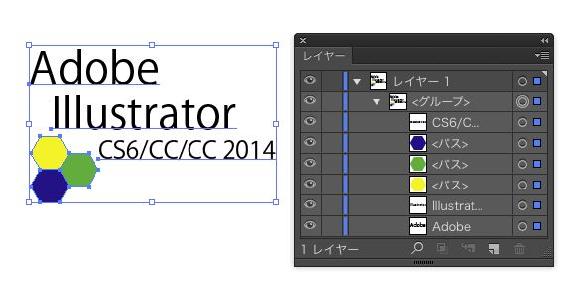 Adobe
Illustrator
CS6/CC/CC 2014
レイヤー
レイヤー 1
<グループ>
CS6/C...
<パス>
<パス>
<パス>
Illustrat...
Adobe
1 レイヤー